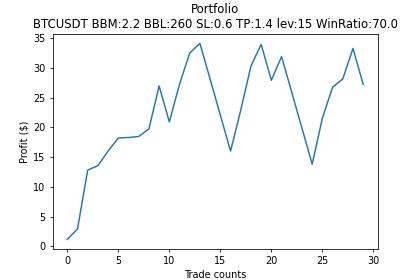 Portfolio
BTCUSDT BBM:2.2 BBL:260 SL:0.6 TP:1.4 lev:15 WinRatio:70.0
35
30
25
20
15
10
5
0
Profit ($)
0 5 10 15 20 25 30
Trade counts